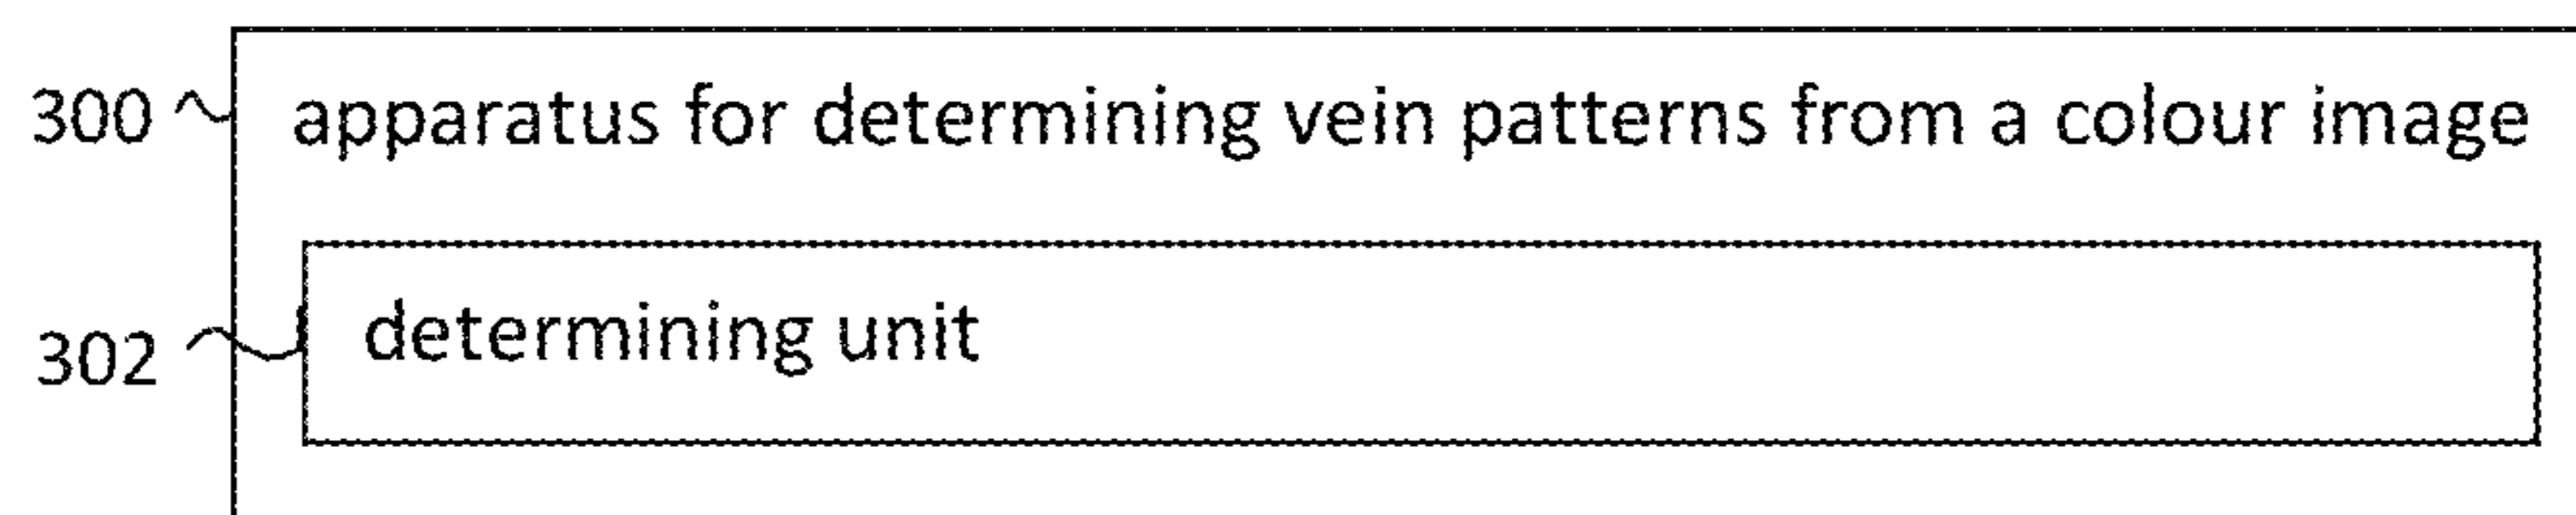 300 apparatus for determining vein patterns from a colour image
302 determining unit